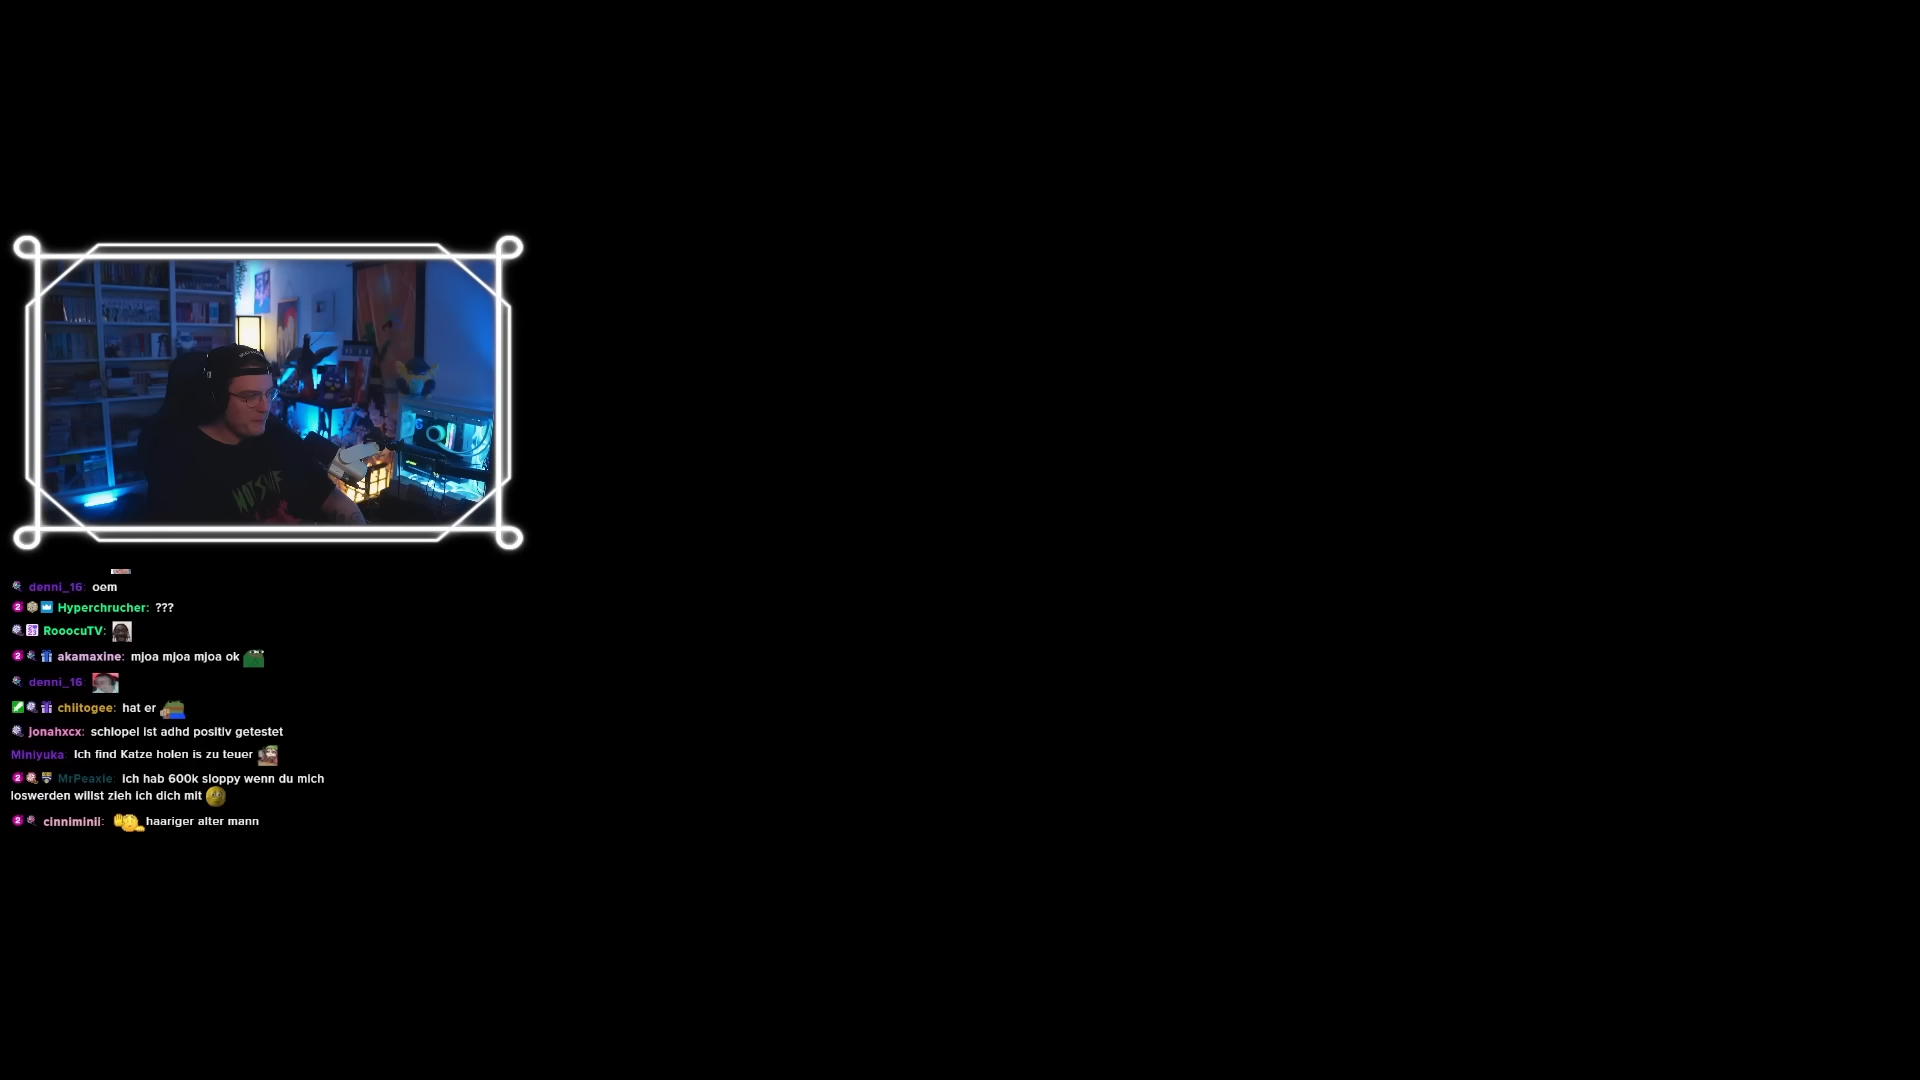 denni_16: oem
Hyperchrucher: ???
RooocuTV:
akamaxine: mjoa mjoa mjoa ok
denni_16
chiitogee: hat er
jonahxcx: schlopel ist adhd positiv getestet
Miniyuka: Ich find Katze holen is zu teuer
MrPeaxie: Ich hab 600k sloppy wenn du mich
loswerden willst zieh ich dich mit
cinniminii: haariger alter mann